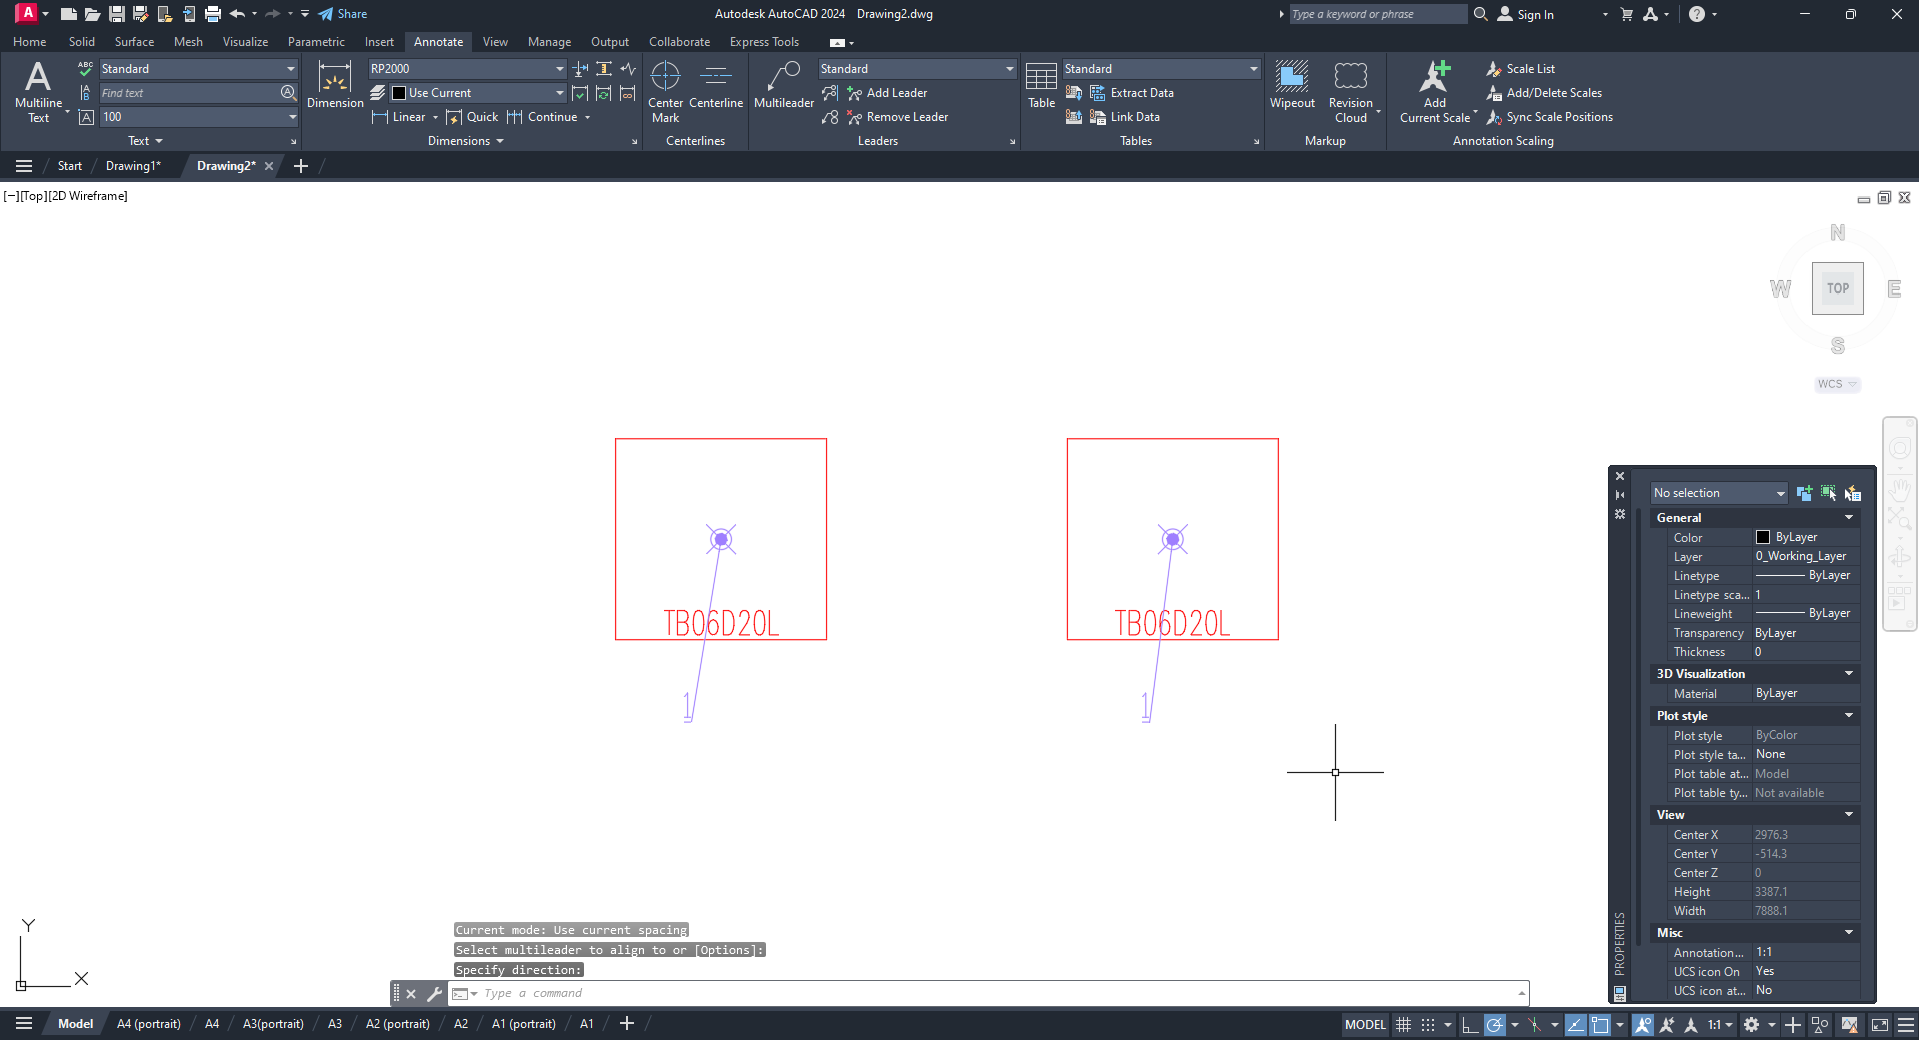 A Share Autodesk AutoCAD 2024 Drawing2.dwg Type a keyword or phrase Sign In
Home Solid Surface Mesh Visualize Parametric Insert Annotate View Manage Output Collaborate Express Tools
A Multiline Text
ABC Standard
Find text
100
Text
Dimension
RP2000
Use Current
Linear Quick Continue
Dimensions
Center Mark Centerline
Centerlines
Multileader
Standard
Add Leader
Remove Leader
Leaders
Table
Standard
Extract Data
Link Data
Tables
Wipeout Revision Cloud
Markup
Add Current Scale
Scale List
Add/Delete Scales
Sync Scale Positions
Annotation Scaling
Start Drawing1* Drawing2*
[−][Top][2D Wireframe]
N
W TOP E
S
WCS
TB06D20L TB06D20L
1 1
No selection
General
Color ByLayer
Layer 0_Working_Layer
Linetype ByLayer
Linetype sca... 1
Lineweight ByLayer
Transparency ByLayer
Thickness 0
3D Visualization
Material ByLayer
Plot style
Plot style ByColor
Plot style ta... None
Plot table at... Model
Plot table ty... Not available
View
Center X 2976.3
Center Y -514.3
Center Z 0
Height 3387.1
Width 7888.1
Misc
Annotation... 1:1
UCS icon On Yes
UCS icon at... No
PROPERTIES
Y
X
Current mode: Use current spacing
Select multileader to align to or [Options]:
Specify direction:
Type a command
Model A4 (portrait) A4 A3(portrait) A3 A2 (portrait) A2 A1 (portrait) A1
MODEL 1:1